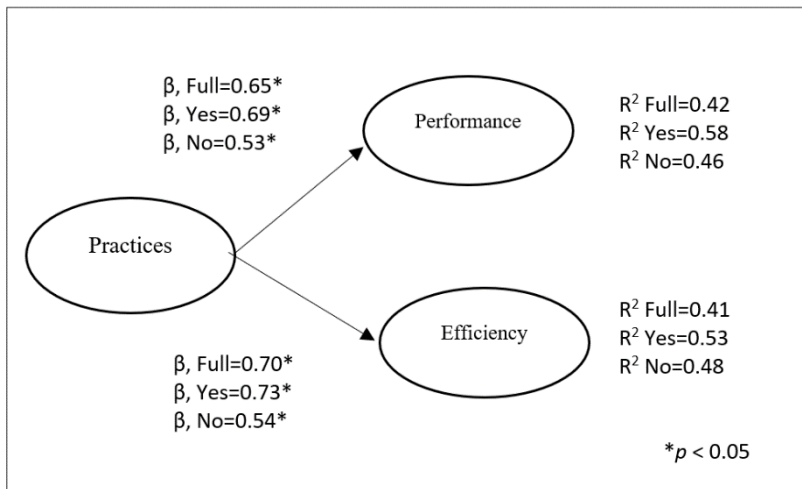 β, Full=0.65*
β, Yes=0.69*
β, No=0.53*
Performance
R² Full=0.42
R² Yes=0.58
R² No=0.46
Practices
Efficiency
R² Full=0.41
R² Yes=0.53
R² No=0.48
β, Full=0.70*
β, Yes=0.73*
β, No=0.54*
*p < 0.05